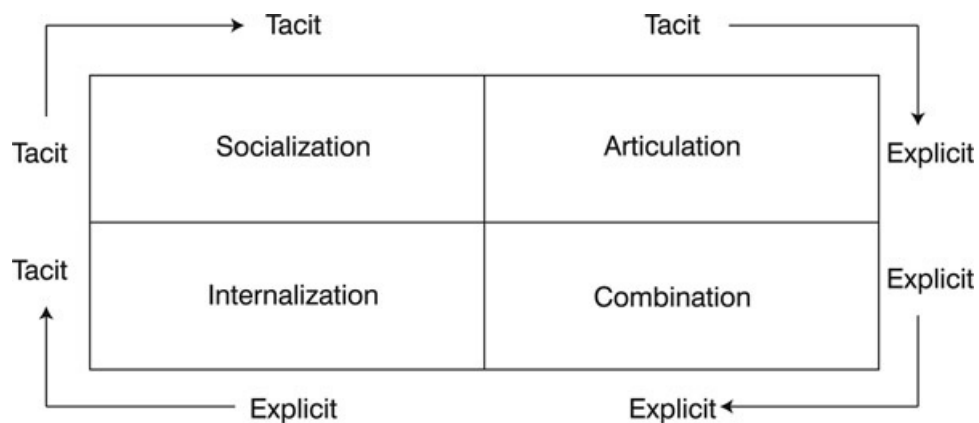 Tacit Tacit
Tacit Socialization Articulation Explicit
Tacit Internalization Combination Explicit
Explicit Explicit